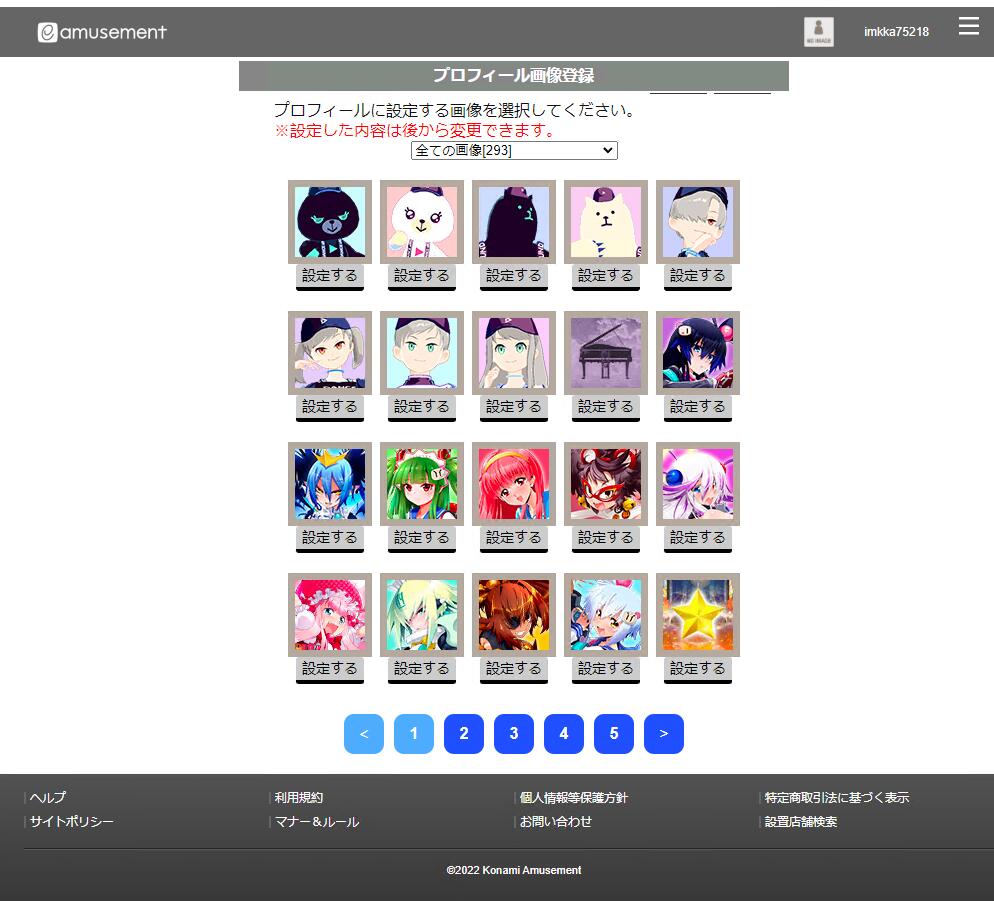 eamusement
NO IMAGE
imkka75218
プロフィール画像登録
プロフィールに設定する画像を選択してください。
※設定した内容は後から変更できます。
全ての画像[293]
設定する 設定する 設定する 設定する 設定する
設定する 設定する 設定する 設定する 設定する
設定する 設定する 設定する 設定する 設定する
設定する 設定する 設定する 設定する 設定する
< 1 2 3 4 5 >
|ヘルプ |利用規約 |個人情報等保護方針 |特定商取引法に基づく表示
|サイトポリシー |マナー＆ルール |お問い合わせ |設置店舗検索
©2022 Konami Amusement